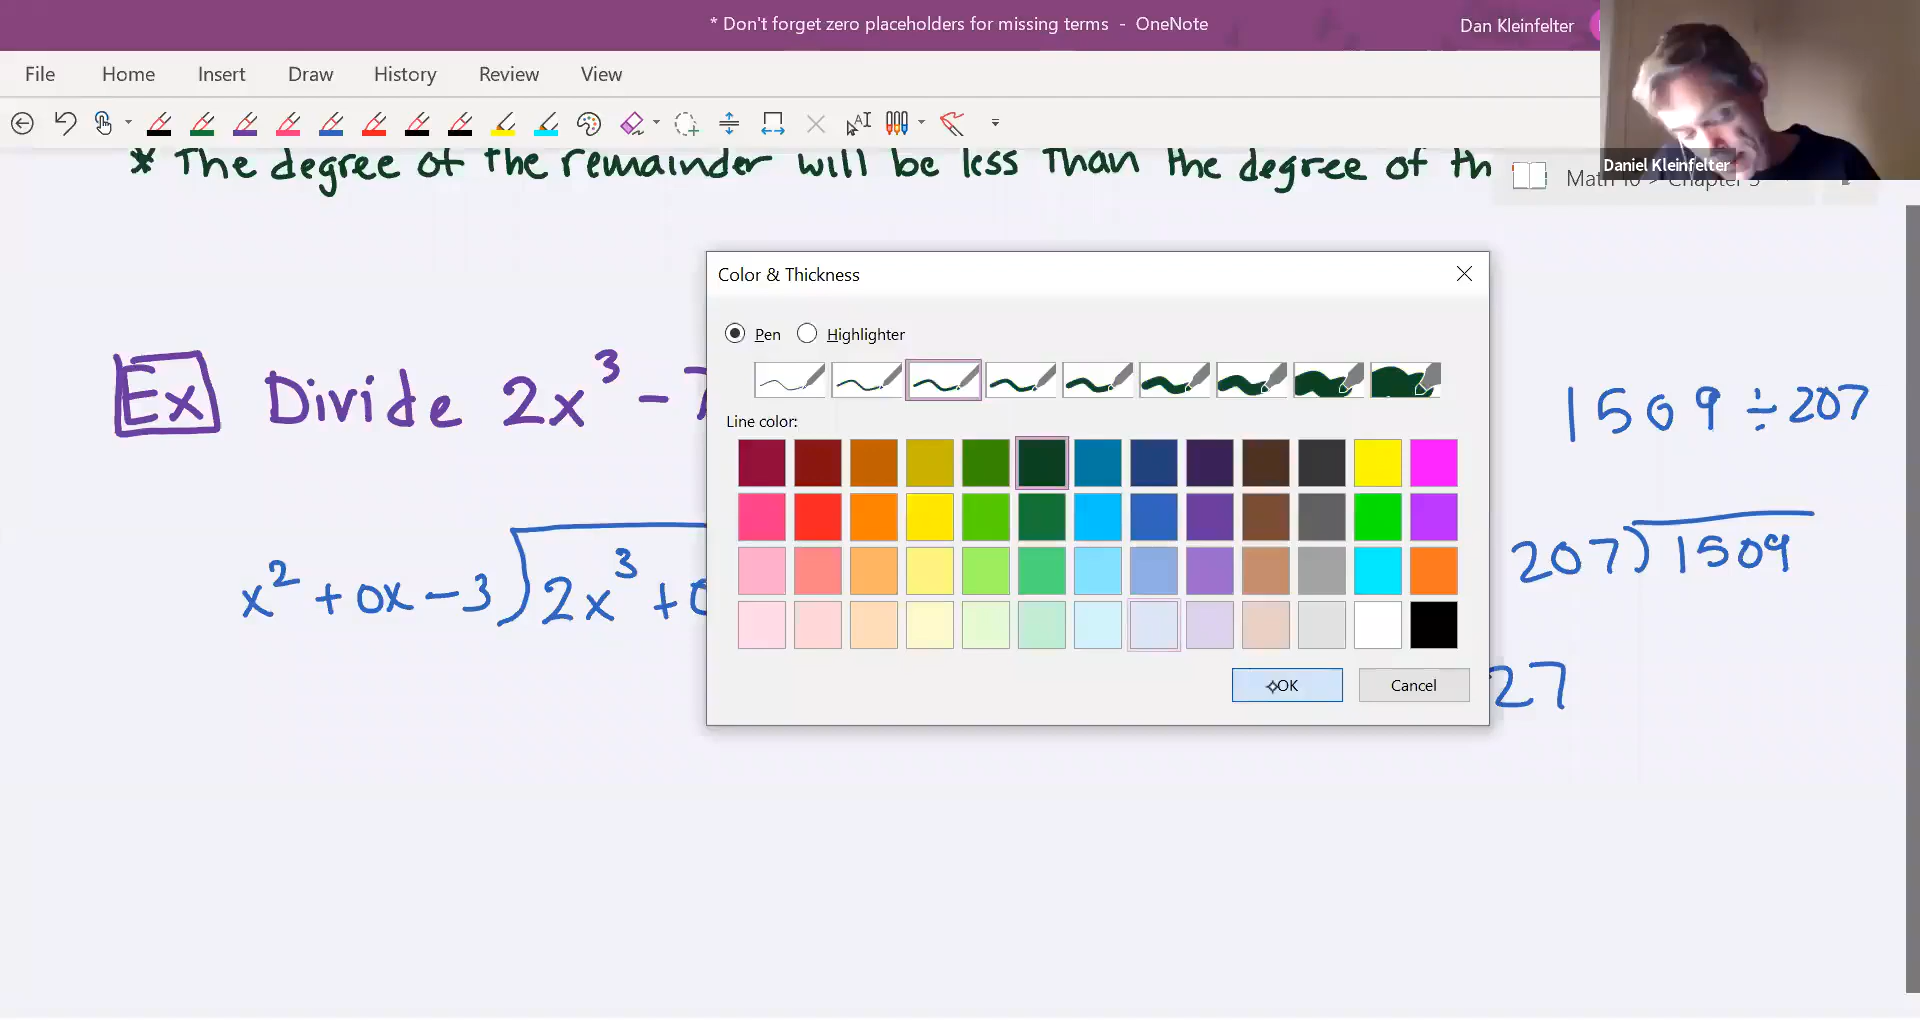 * Don't forget zero placeholders for missing terms - OneNote
Dan Kleinfelter
File Home Insert Draw History Review View
* The degree of the remainder will be less Than the degree of th
Daniel Kleinfelter
Color & Thickness
Pen Highlighter
Line color:
OK Cancel
Ex Divide 2x³ - 7
1509 ÷ 207
x² + 0x - 3 ) 2x³ + 0
207 ) 1509
27